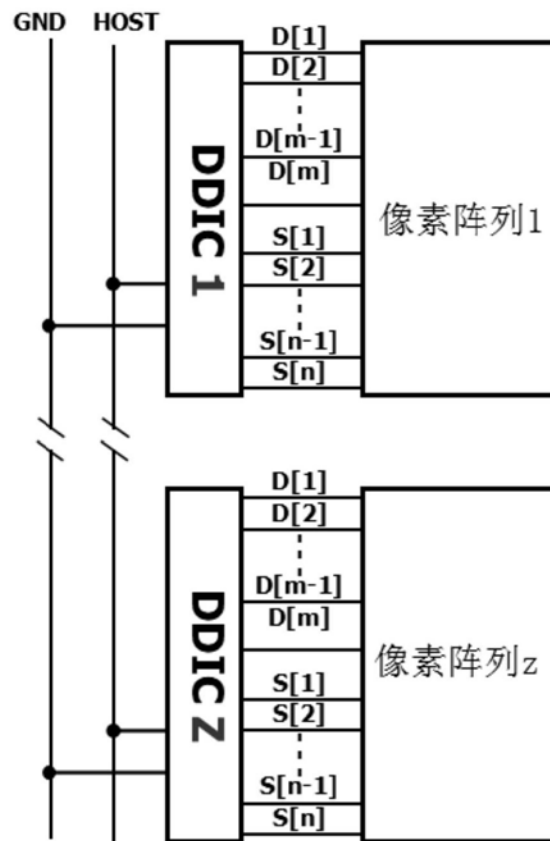 GND HOST
D[1]
D[2]
D[m-1]
D[m]
DDIC 1
像素阵列1
S[1]
S[2]
S[n-1]
S[n]
D[1]
D[2]
D[m-1]
D[m]
DDIC Z
像素阵列z
S[1]
S[2]
S[n-1]
S[n]